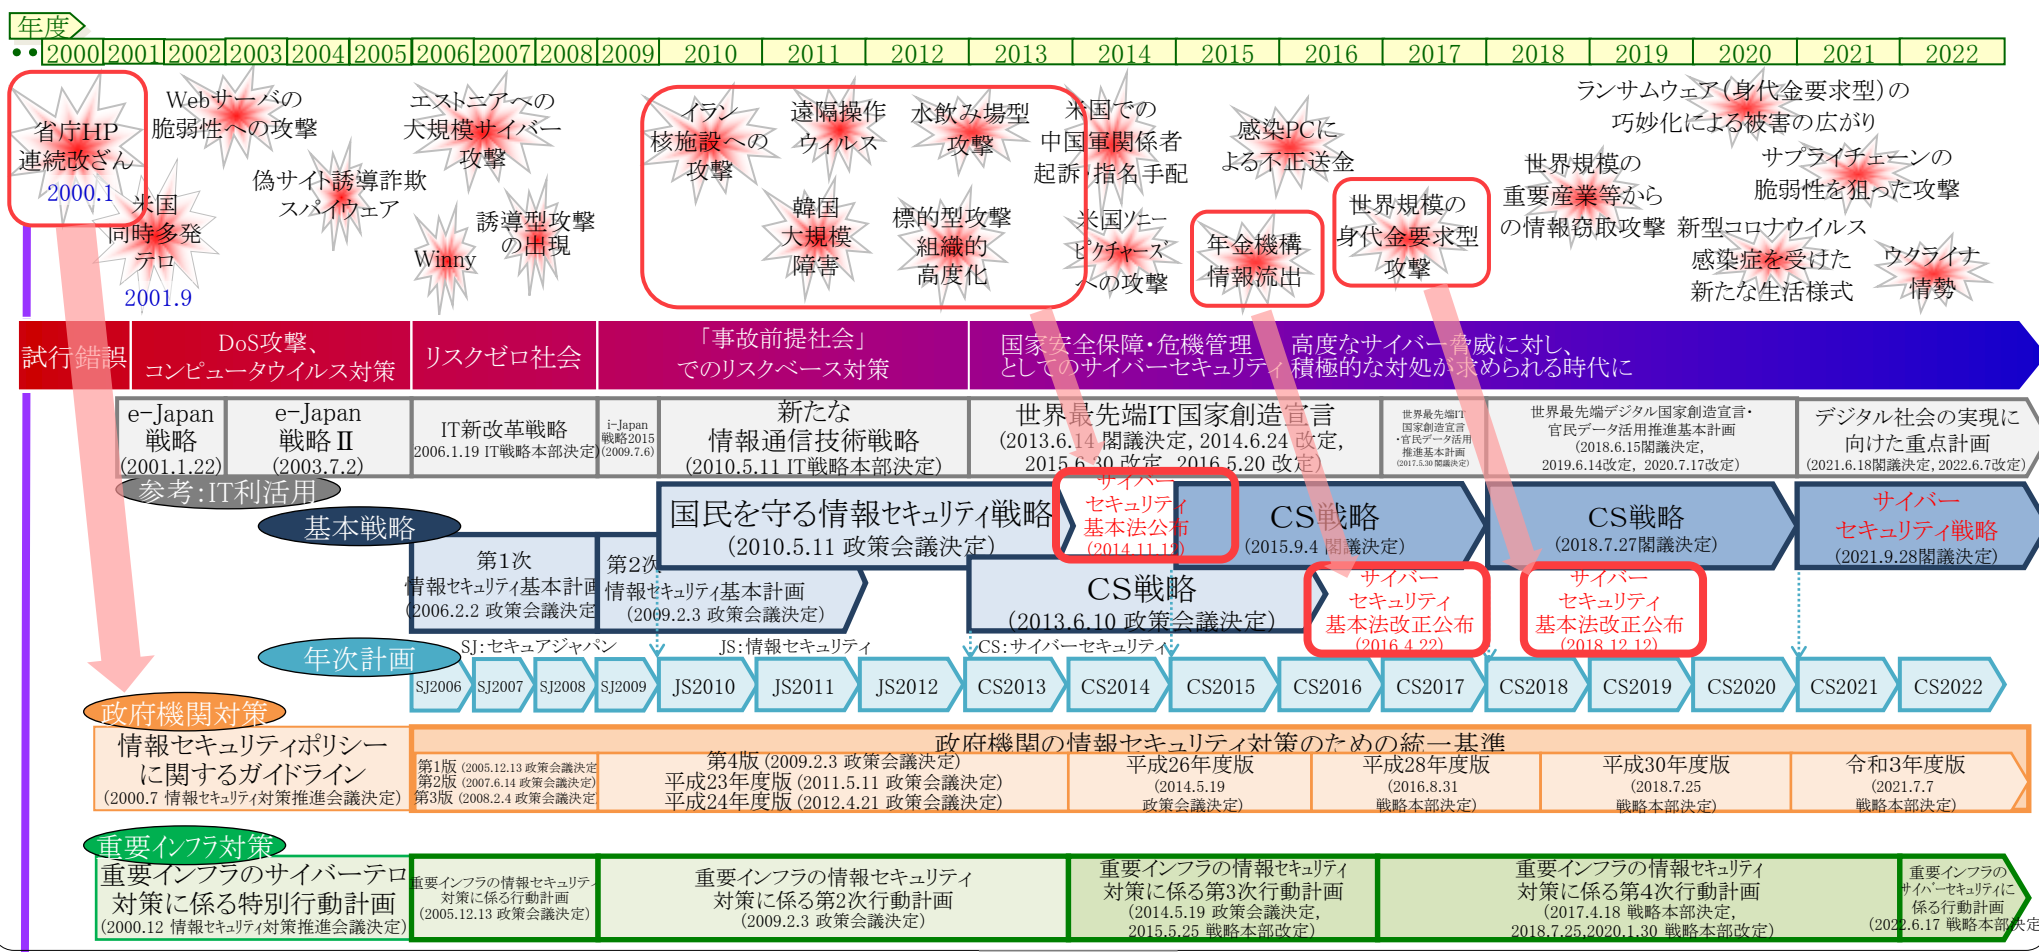 年度
・・ 2000 2001 2002 2003 2004 2005 2006 2007 2008 2009 2010 2011 2012 2013 2014 2015 2016 2017 2018 2019 2020 2021 2022
省庁HP
連続改ざん
2000.1
米国
同時多発
テロ
2001.9
Webサーバの
脆弱性への攻撃
偽サイト誘導詐欺
スパイウェア
エストニアへの
大規模サイバー
攻撃
Winny
誘導型攻撃
の出現
イラン
核施設への
攻撃
遠隔操作
ウィルス
水飲み場型
攻撃
韓国
大規模
障害
標的型攻撃
組織的
高度化
米国での
中国軍関係者
起訴・指名手配
米国ソニー
ピクチャーズ
への攻撃
感染PCに
よる不正送金
年金機構
情報流出
世界規模の
身代金要求型
攻撃
ランサムウェア(身代金要求型)の
巧妙化による被害の広がり
世界規模の
重要産業等から
の情報窃取攻撃
サプライチェーンの
脆弱性を狙った攻撃
新型コロナウイルス
感染症を受けた
新たな生活様式
ウクライナ
情勢
試行錯誤
DoS攻撃、
コンピュータウイルス対策
リスクゼロ社会
「事故前提社会」
でのリスクベース対策
国家安全保障・危機管理
としてのサイバーセキュリティ
高度なサイバー脅威に対し、
積極的な対処が求められる時代に
e-Japan
戦略
(2001.1.22)
e-Japan
戦略Ⅱ
(2003.7.2)
IT新改革戦略
2006.1.19 IT戦略本部決定)
i-Japan
戦略2015
(2009.7.6)
新たな
情報通信技術戦略
(2010.5.11 IT戦略本部決定)
世界最先端IT国家創造宣言
(2013.6.14 閣議決定, 2014.6.24 改定,
2015.6.30 改定, 2016.5.20 改定)
世界最先端IT
国家創造宣言
・官民データ活用
推進基本計画
(2017.5.30 閣議決定)
世界最先端デジタル国家創造宣言・
官民データ活用推進基本計画
(2018.6.15閣議決定,
2019.6.14改定, 2020.7.17改定)
デジタル社会の実現に
向けた重点計画
(2021.6.18閣議決定, 2022.6.7改定)
参考:IT利活用
基本戦略
国民を守る情報セキュリティ戦略
(2010.5.11 政策会議決定)
サイバー
セキュリティ
基本法公布
(2014.11.12)
CS戦略
(2015.9.4 閣議決定)
CS戦略
(2018.7.27閣議決定)
サイバー
セキュリティ戦略
(2021.9.28閣議決定)
第1次
情報セキュリティ基本計画
(2006.2.2 政策会議決定)
第2次
情報セキュリティ基本計画
(2009.2.3 政策会議決定)
CS戦略
(2013.6.10 政策会議決定)
サイバー
セキュリティ
基本法改正公布
(2016.4.22)
サイバー
セキュリティ
基本法改正公布
(2018.12.12)
SJ:セキュアジャパン
JS:情報セキュリティ
CS:サイバーセキュリティ
年次計画
SJ2006 SJ2007 SJ2008 SJ2009 JS2010 JS2011 JS2012 CS2013 CS2014 CS2015 CS2016 CS2017 CS2018 CS2019 CS2020 CS2021 CS2022
政府機関対策
情報セキュリティポリシー
に関するガイドライン
(2000.7 情報セキュリティ対策推進会議決定)
政府機関の情報セキュリティ対策のための統一基準
第1版 (2005.12.13 政策会議決定
第2版 (2007.6.14 政策会議決定)
第3版 (2008.2.4 政策会議決定
第4版 (2009.2.3 政策会議決定)
平成23年度版 (2011.5.11 政策会議決定)
平成24年度版 (2012.4.21 政策会議決定)
平成26年度版
(2014.5.19
政策会議決定)
平成28年度版
(2016.8.31
戦略本部決定)
平成30年度版
(2018.7.25
戦略本部決定)
令和3年度版
(2021.7.7
戦略本部決定)
重要インフラ対策
重要インフラのサイバーテロ
対策に係る特別行動計画
(2000.12 情報セキュリティ対策推進会議決定)
重要インフラの情報セキュリティ
対策に係る行動計画
(2005.12.13 政策会議決定)
重要インフラの情報セキュリティ
対策に係る第2次行動計画
(2009.2.3 政策会議決定)
重要インフラの情報セキュリティ
対策に係る第3次行動計画
(2014.5.19 政策会議決定,
2015.5.25 戦略本部改定)
重要インフラの情報セキュリティ
対策に係る第4次行動計画
(2017.4.18 戦略本部決定,
2018.7.25,2020.1.30 戦略本部改定)
重要インフラの
サイバーセキュリティに
係る行動計画
(2022.6.17 戦略本部決定)